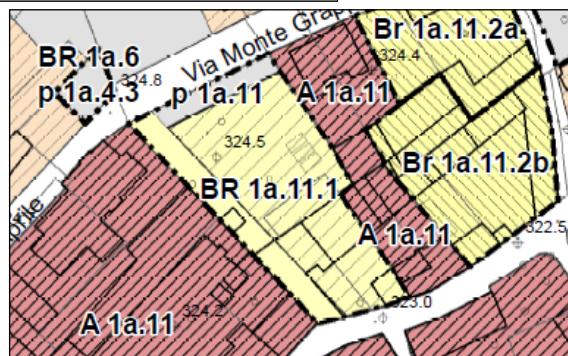 BR 1a.6
324.8
p 1a.4.3
Via Monte Grap
p 1a.11
A 1a.11
Br 1a.11.2a
324.4
324.5
BR 1a.11.1
Br 1a.11.2b
A 1a.11
322.5
323.0
324.2
A 1a.11
prile